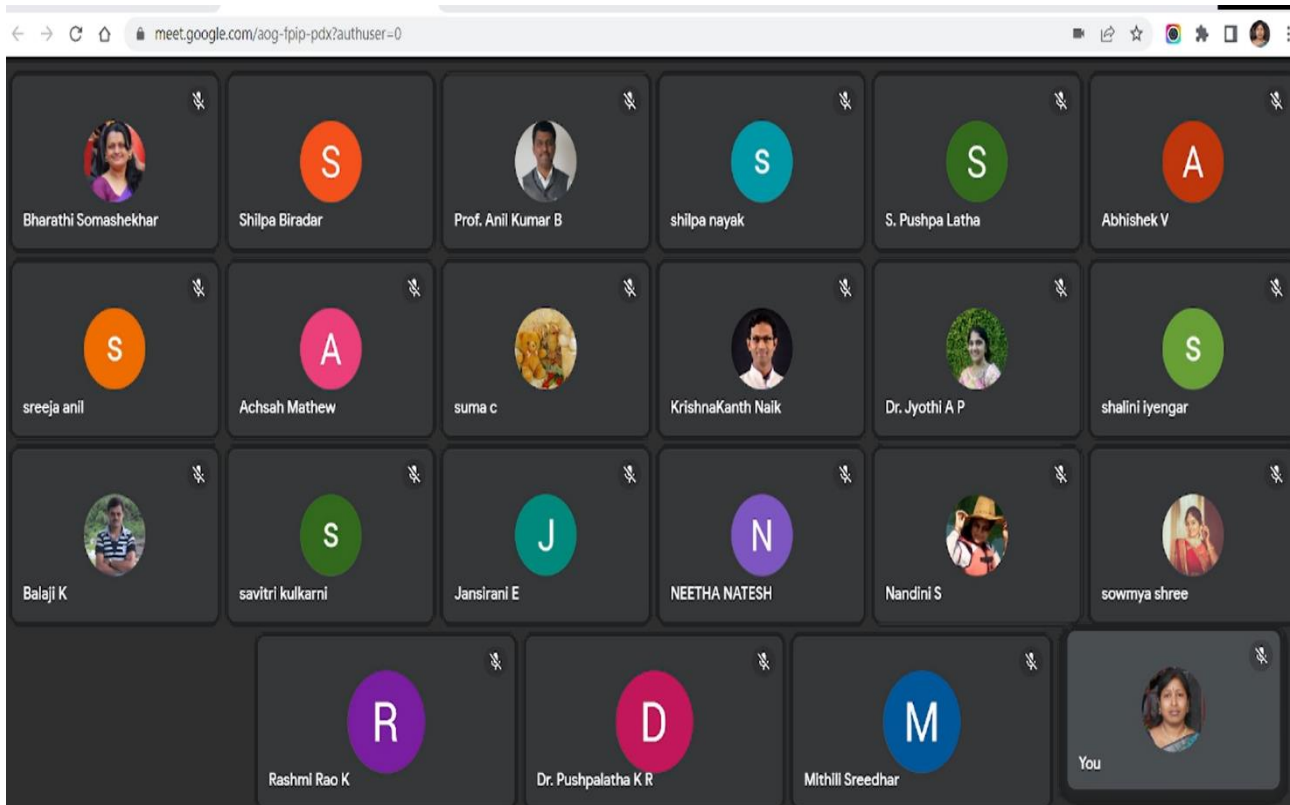 meet.google.com/aog-fpip-pdx?authuser=0
S S S A
Bharathi Somashekhar Shilpa Biradar Prof. Anil Kumar B shilpa nayak S. Pushpa Latha Abhishek V
S A S
sreeja anil Achsah Mathew suma c KrishnaKanth Naik Dr. Jyothi A P shalini iyengar
S J N
Balaji K savitri kulkarni Jansirani E NEETHA NATESH Nandini S sowmya shree
R D M
Rashmi Rao K Dr. Pushpalatha K R Mithill Sreedhar You